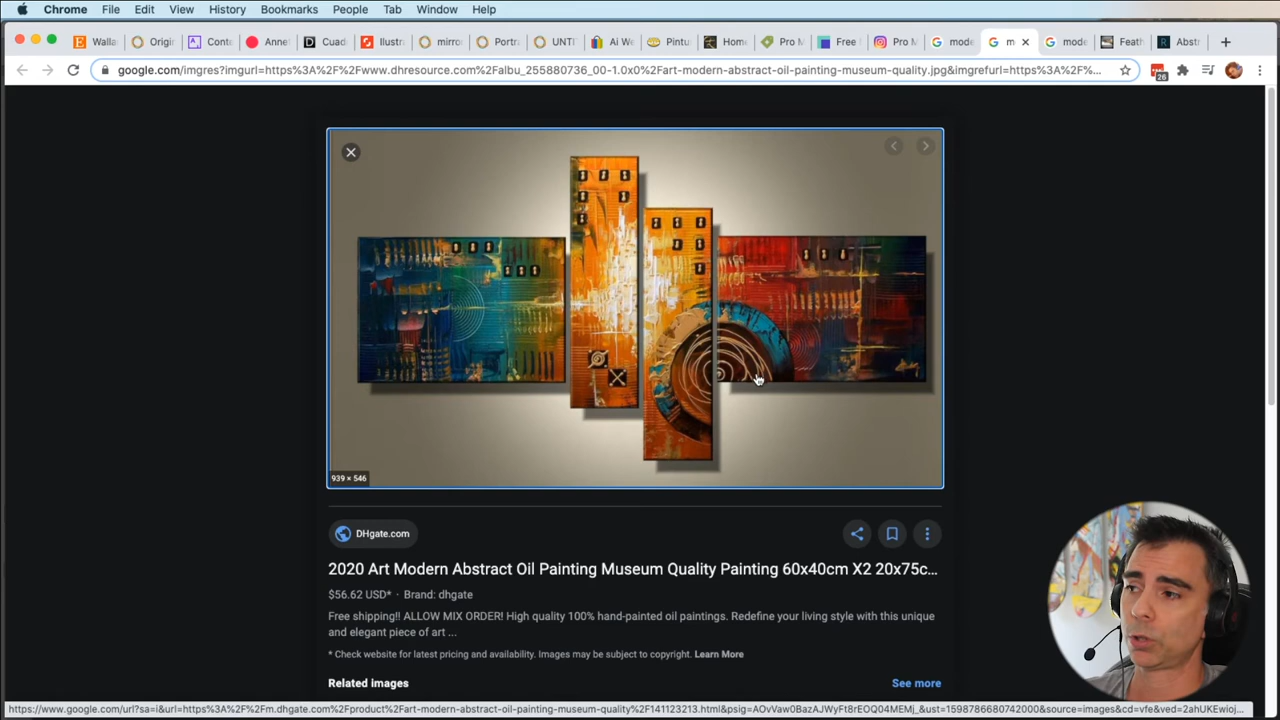 Chrome File Edit View History Bookmarks People Tab Window Help
Walla Origi Cont Anne Cuad Illustr mirro Portra UNTI Ai We Pintu Home Pro M Free Pro M mode m mode Feath Abstr
google.com/imgres?imgurl=https%3A%2F%2Fwww.dhresource.com%2Falbu_255880736_00-1.0x0%2Fart-modern-abstract-oil-painting-museum-quality.jpg&imgrefurl=https%3A%2F%...
26
939 × 546
DHgate.com
2020 Art Modern Abstract Oil Painting Museum Quality Painting 60x40cm X2 20x75c...
$56.62 USD* · Brand: dhgate
Free shipping!! ALLOW MIX ORDER! High quality 100% hand-painted oil paintings. Redefine your living style with this unique
and elegant piece of art ...
* Check website for latest pricing and availability. Images may be subject to copyright. Learn More
Related images See more
https://www.google.com/url?sa=i&url=https%3A%2F%2Fm.dhgate.com%2Fproduct%2Fart-modern-abstract-oil-painting-museum-quality%2F141123213.html&psig=AOvVaw0BazAJWyFt8rEOQ04MEMJ_&ust=1598786680742000&source=images&cd=vfe&ved=2ahUKEwioj...